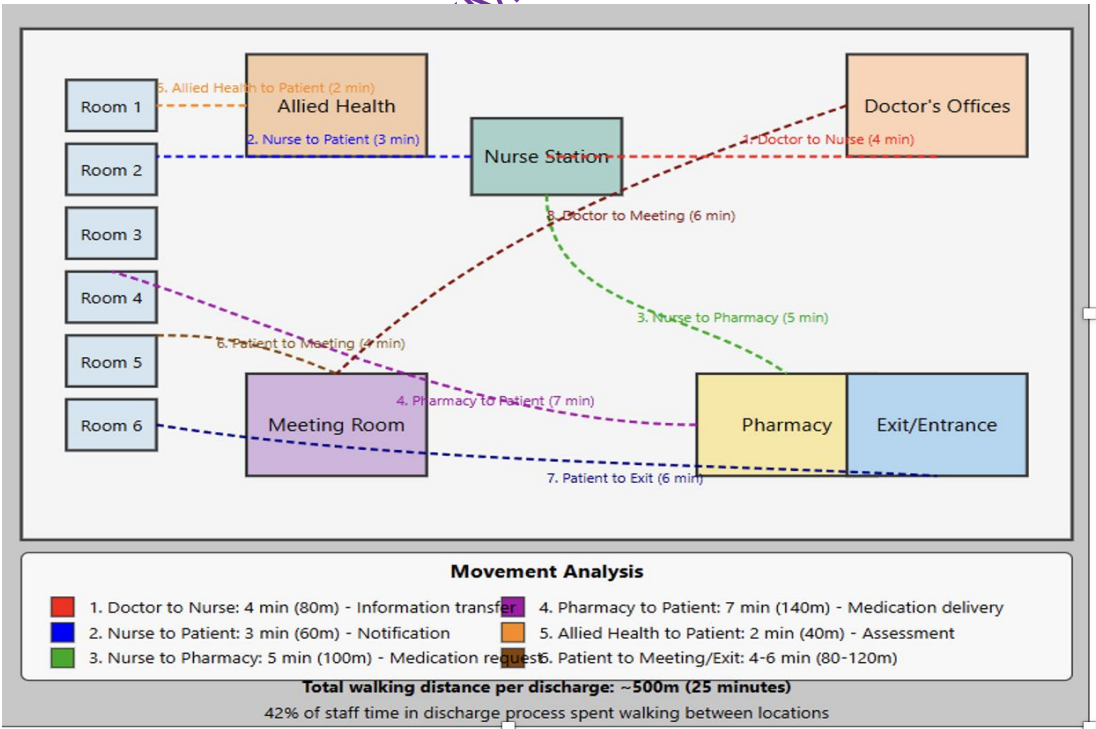 5. Allied Health to Patient (2 min)
Room 1
Allied Health
Doctor's Offices
2. Nurse to Patient (3 min)
1. Doctor to Nurse (4 min)
Nurse Station
Room 2
8. Doctor to Meeting (6 min)
Room 3
Room 4
3. Nurse to Pharmacy (5 min)
6. Patient to Meeting (4 min)
Room 5
4. Pharmacy to Patient (7 min)
Room 6
Meeting Room
Pharmacy
Exit/Entrance
7. Patient to Exit (6 min)
Movement Analysis
1. Doctor to Nurse: 4 min (80m) - Information transfer
4. Pharmacy to Patient: 7 min (140m) - Medication delivery
2. Nurse to Patient: 3 min (60m) - Notification
5. Allied Health to Patient: 2 min (40m) - Assessment
3. Nurse to Pharmacy: 5 min (100m) - Medication request
6. Patient to Meeting/Exit: 4-6 min (80-120m)
Total walking distance per discharge: ~500m (25 minutes)
42% of staff time in discharge process spent walking between locations